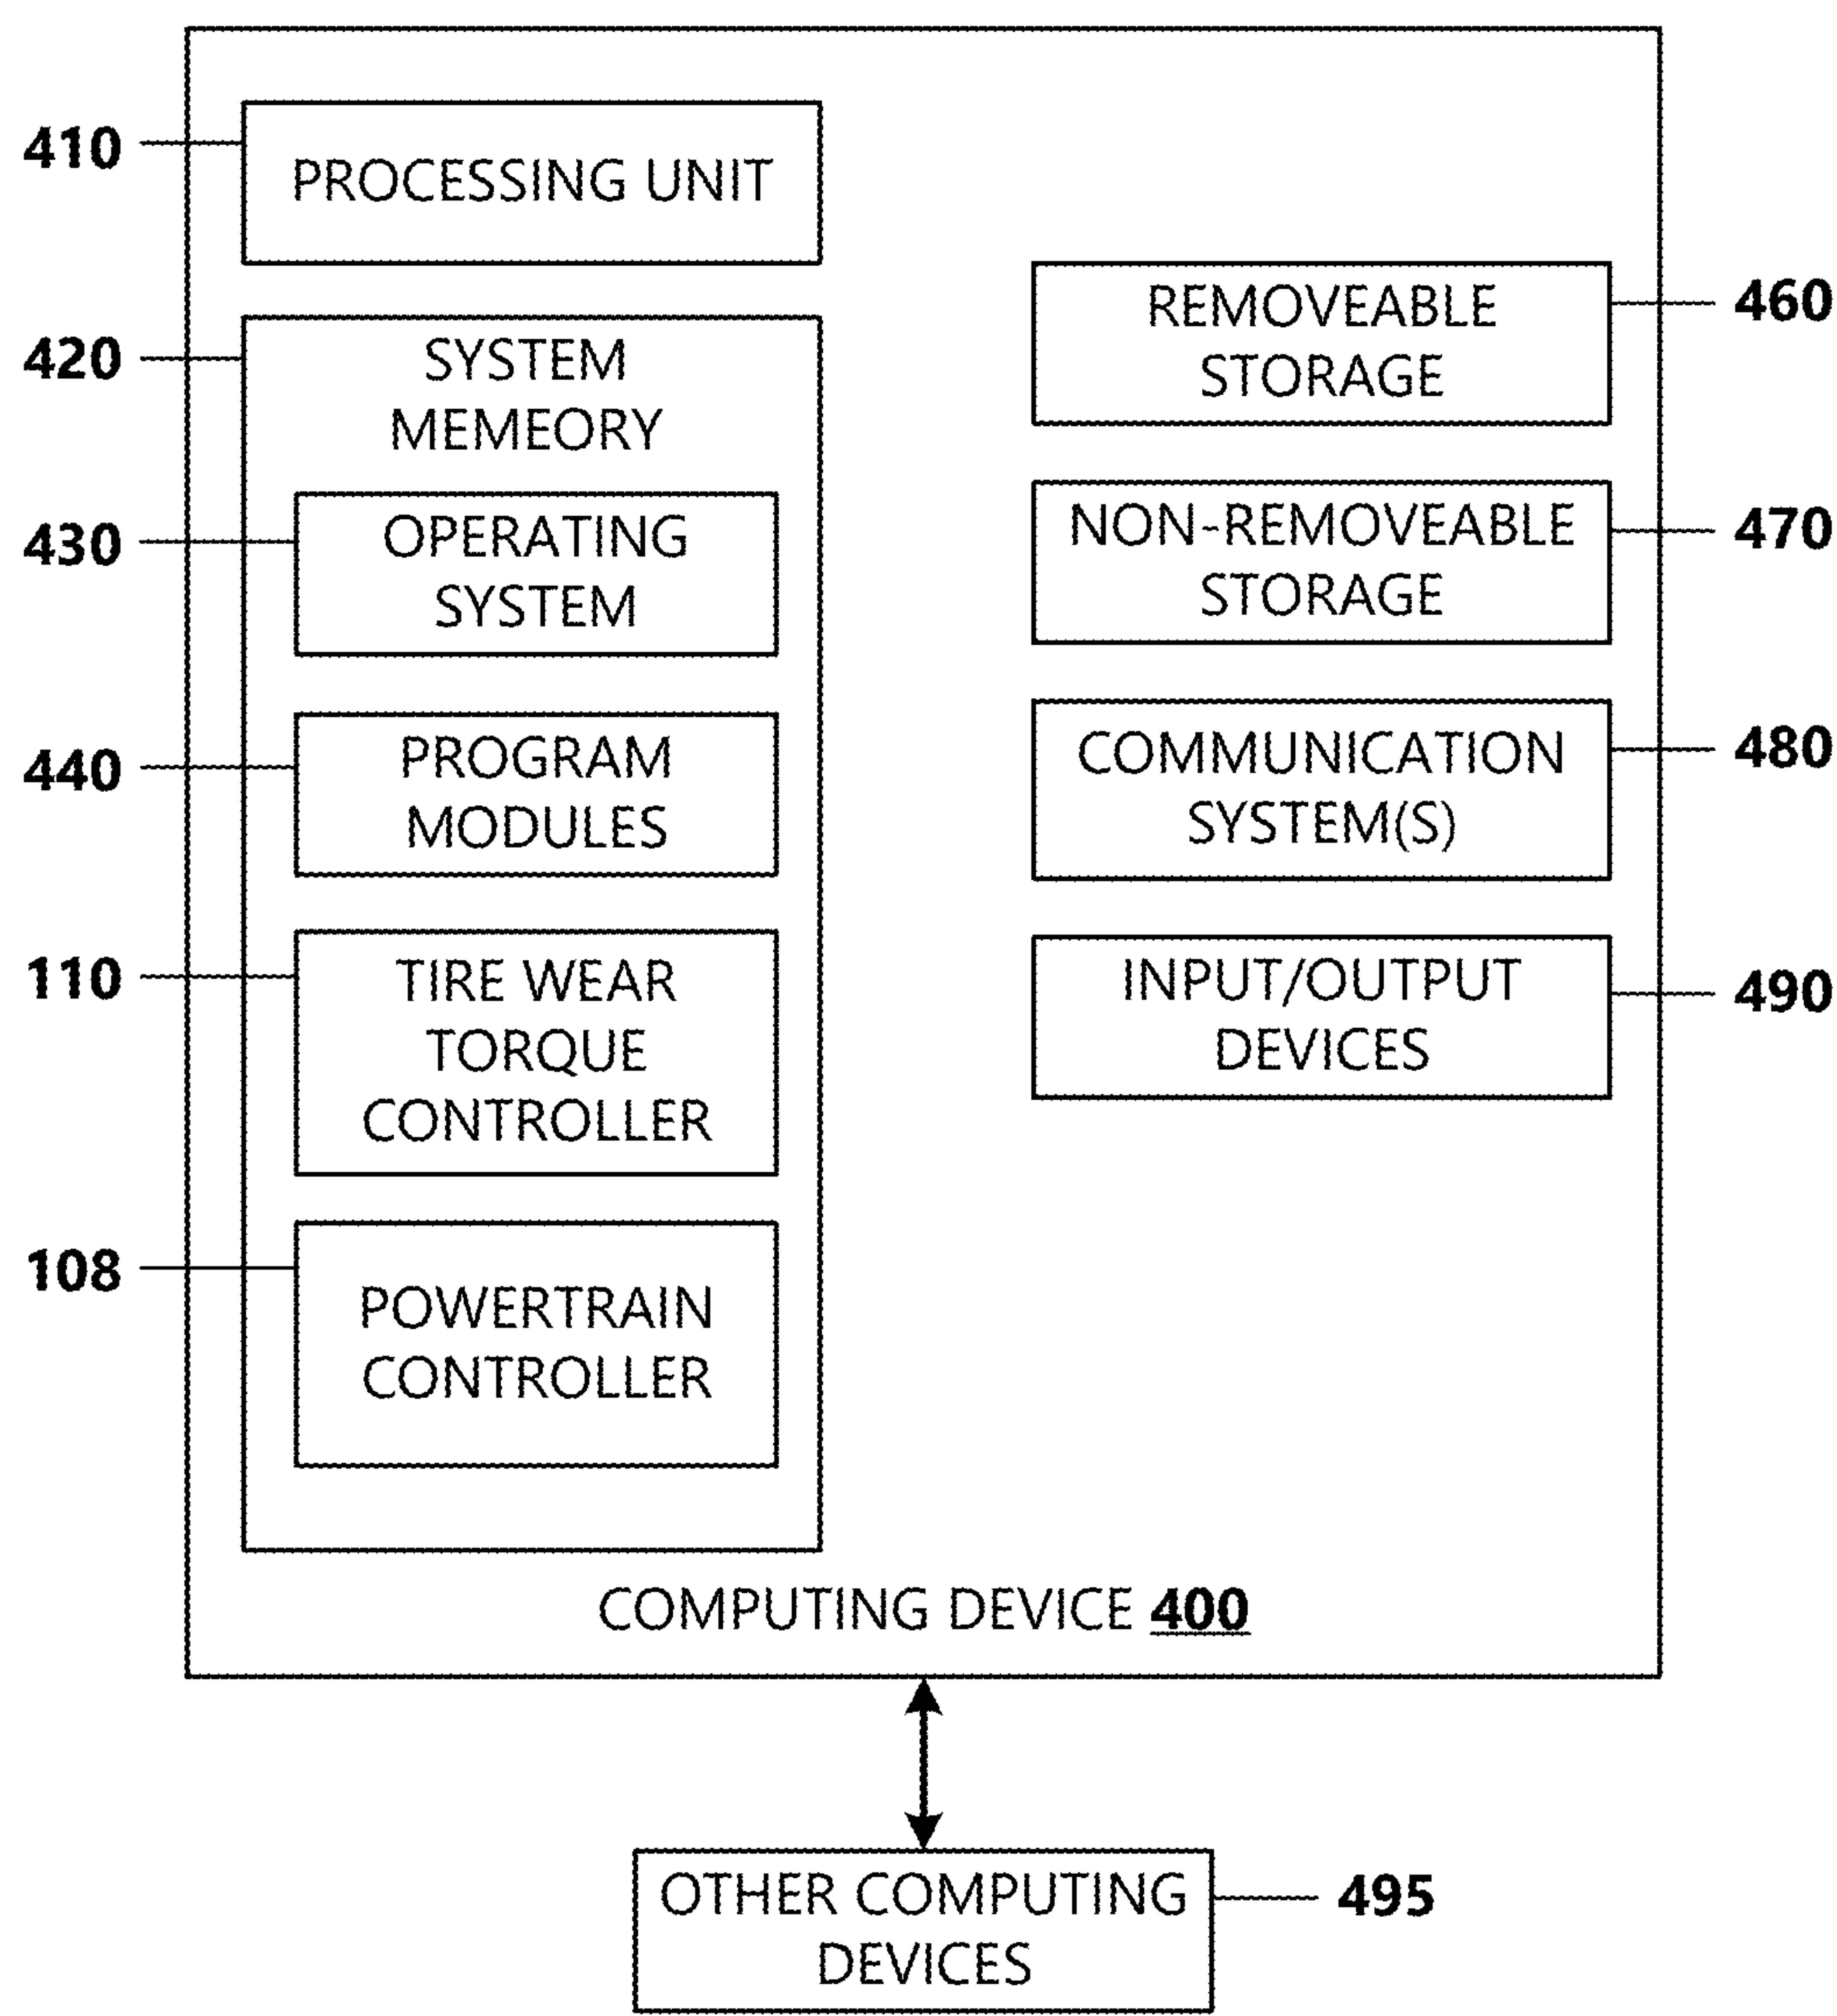 410
PROCESSING UNIT
420
SYSTEM
MEMEORY
430
OPERATING
SYSTEM
440
PROGRAM
MODULES
110
TIRE WEAR
TORQUE
CONTROLLER
108
POWERTRAIN
CONTROLLER
REMOVEABLE
STORAGE
460
NON-REMOVEABLE
STORAGE
470
COMMUNICATION
SYSTEM(S)
480
INPUT/OUTPUT
DEVICES
490
COMPUTING DEVICE 400
OTHER COMPUTING
DEVICES
495